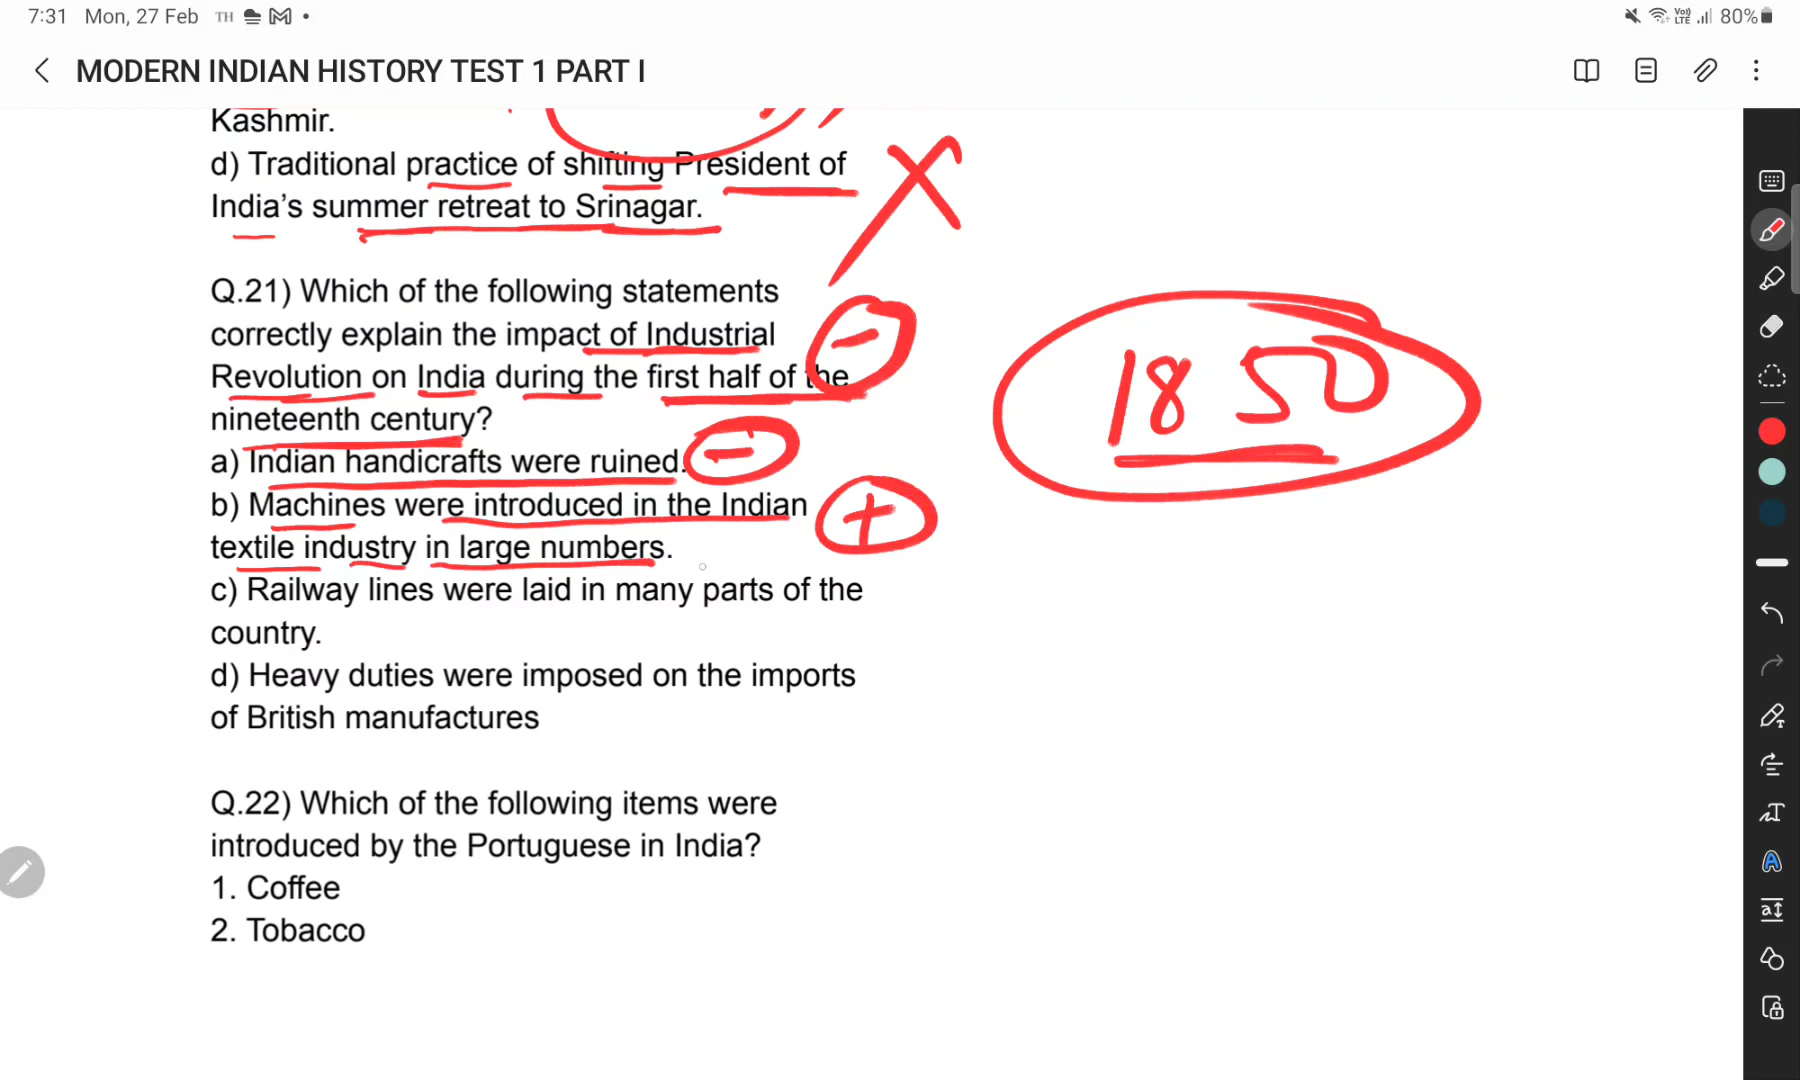 7:31 Mon, 27 Feb TH
Vo)) LTE 80%
MODERN INDIAN HISTORY TEST 1 PART I
Kashmir.
d) Traditional practice of shifting President of
India’s summer retreat to Srinagar.
Q.21) Which of the following statements
correctly explain the impact of Industrial
Revolution on India during the first half of the
nineteenth century?
a) Indian handicrafts were ruined.
b) Machines were introduced in the Indian
textile industry in large numbers.
c) Railway lines were laid in many parts of the
country.
d) Heavy duties were imposed on the imports
of British manufactures
1850
Q.22) Which of the following items were
introduced by the Portuguese in India?
1. Coffee
2. Tobacco